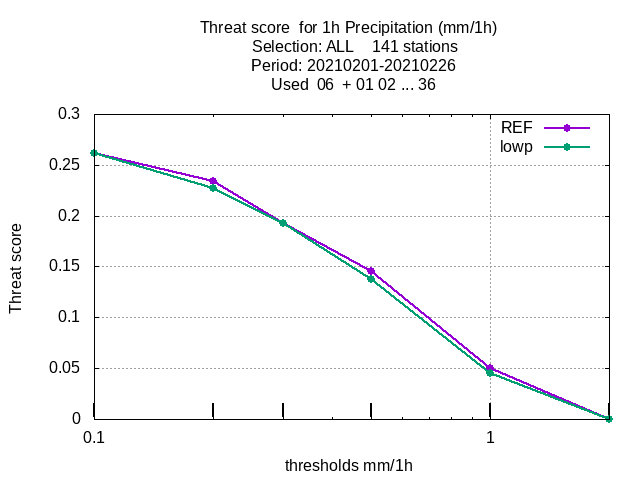 Threat score  for 1h Precipitation (mm/1h)
Selection: ALL    141 stations
Period: 20210201-20210226
Used  06  + 01 02 ... 36
REF
lowp
0.3
0.25
0.2
0.15
0.1
0.05
0
Threat score
0.1
1
thresholds mm/1h